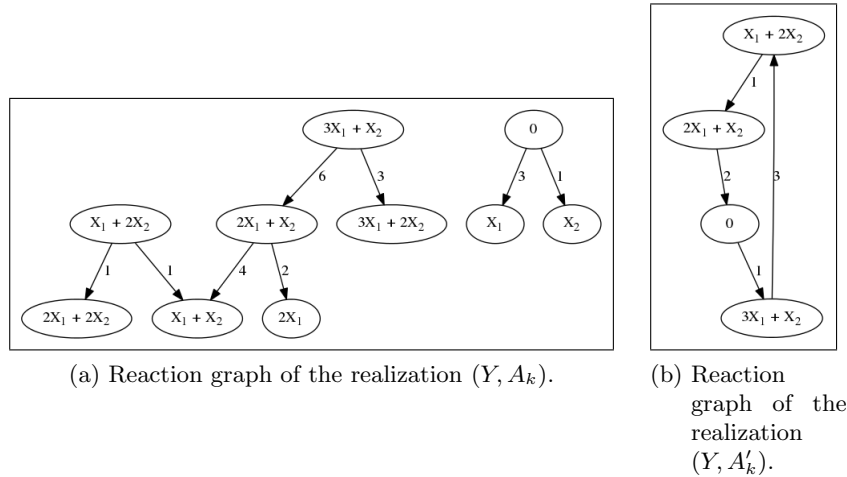 3X₁ + X₂
0
6
3
3
1
X₁ + 2X₂
2X₁ + X₂
3X₁ + 2X₂
X₁
X₂
1
1
4
2
2X₁ + 2X₂
X₁ + X₂
2X₁
(a) Reaction graph of the realization (Y, Aₖ).
X₁ + 2X₂
1
2X₁ + X₂
2
3
0
1
3X₁ + X₂
(b) Reaction
graph of the
realization
(Y, A′ₖ).